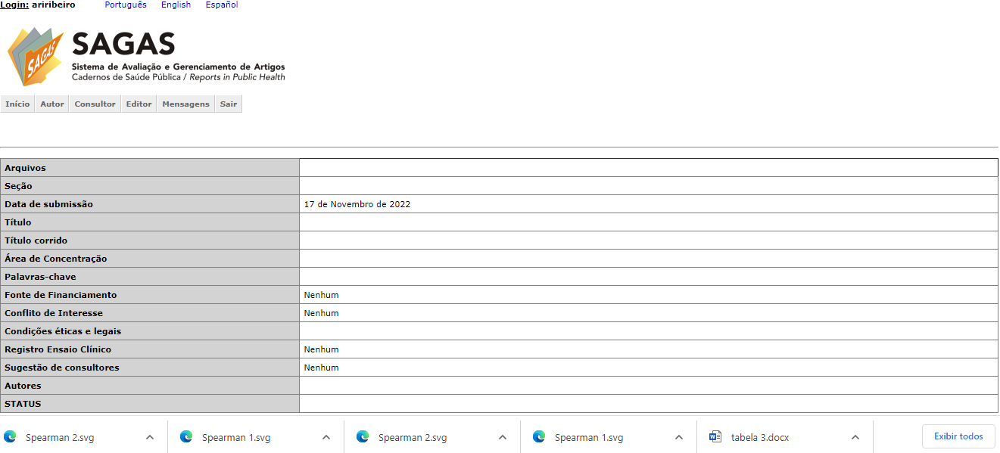 Login: ariribeiro Português English Español
SAGAS
SAGAS
Sistema de Avaliação e Gerenciamento de Artigos
Cadernos de Saúde Pública / Reports in Public Health
Início Autor Consultor Editor Mensagens Sair
Arquivos
Seção
Data de submissão 17 de Novembro de 2022
Título
Título corrido
Área de Concentração
Palavras-chave
Fonte de Financiamento Nenhum
Conflito de Interesse Nenhum
Condições éticas e legais
Registro Ensaio Clínico Nenhum
Sugestão de consultores Nenhum
Autores
STATUS
Spearman 2.svg Spearman 1.svg Spearman 2.svg Spearman 1.svg tabela 3.docx Exibir todos